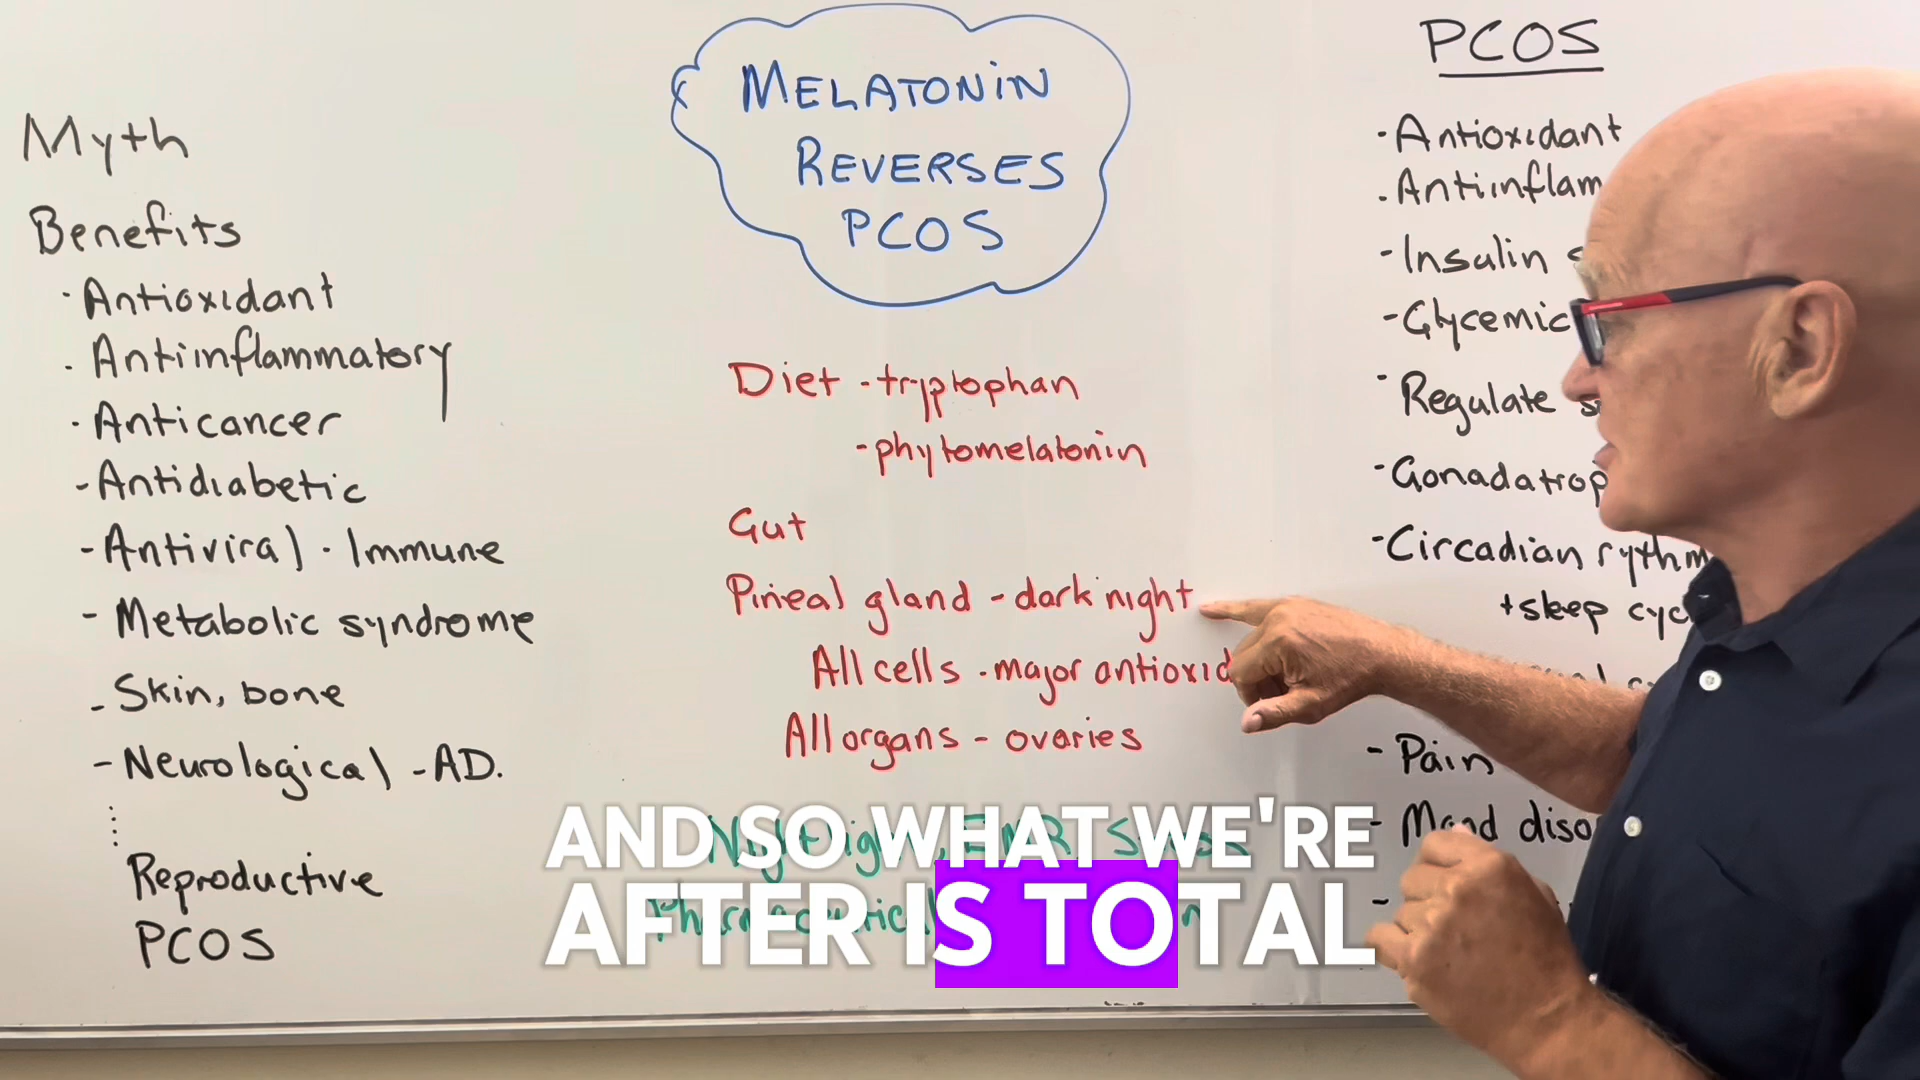 Myth
Benefits
· Antioxidant
· Antiinflammatory
· Anticancer
- Antidiabetic
- Antiviral · Immune
- Metabolic syndrome
- Skin, bone
- Neurological - AD.
Reproductive
PCOS
MELATONIN
REVERSES
PCOS
Diet - tryptophan
- phytomelatonin
Gut
Pineal gland - dark night
All cells - major antioxid
All organs - ovaries
AND SO WHAT WE'RE
AFTER IS TOTAL
PCOS
· Antioxidant
· Antiinflam
- Insulin
- Glycemic
· Regulate
- Gonadatrop
- Circadian rythm
+ sleep cyc
- Pain
- Mood diso